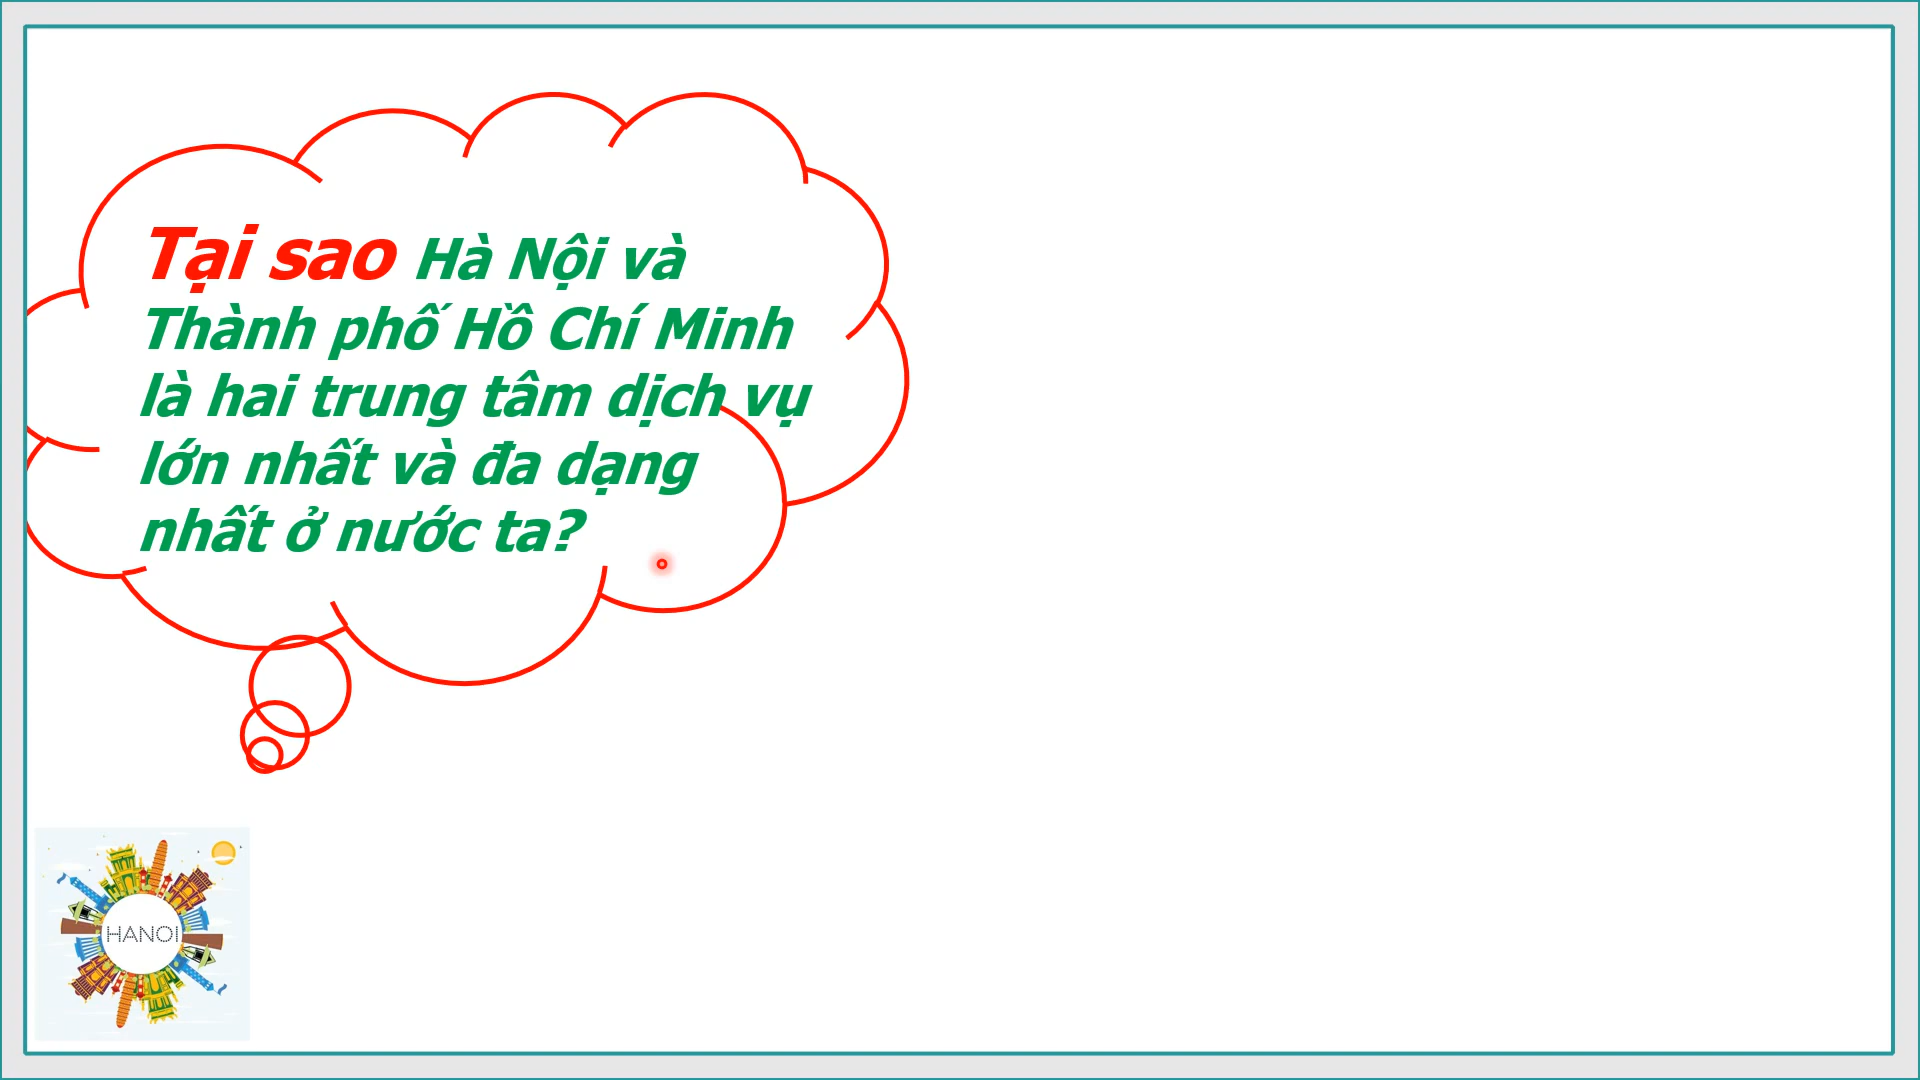 Tại sao Hà Nội và
Thành phố Hồ Chí Minh
là hai trung tâm dịch vụ
lớn nhất và đa dạng
nhất ở nước ta?
HANOI